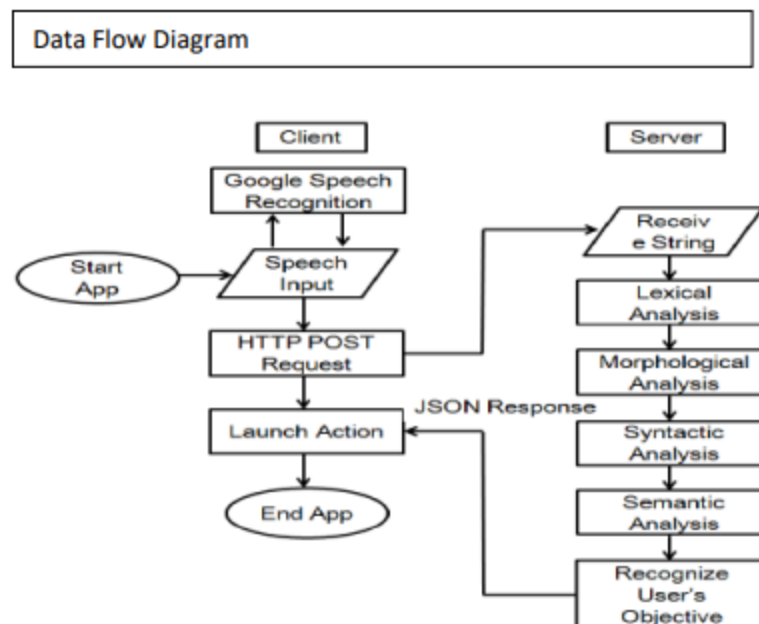 Data Flow Diagram
Client
Server
Google Speech
Recognition
Receiv
e String
Start
App
Speech
Input
Lexical
Analysis
HTTP POST
Request
Morphological
Analysis
JSON Response
Launch Action
Syntactic
Analysis
End App
Semantic
Analysis
Recognize
User's
Objective